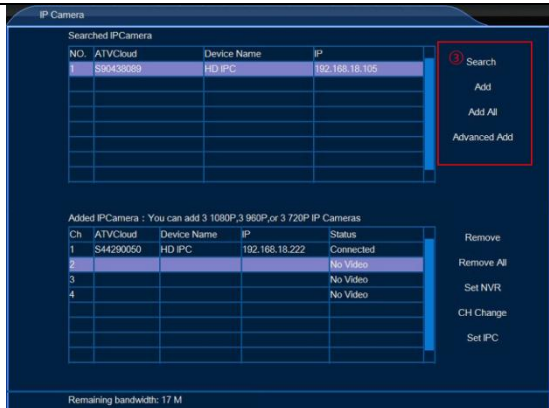 IP Camera
Searched IPCamera
NO. ATVCloud Device Name IP
1 S90438089 HD IPC 192.168.18.105
③ Search
Add
Add All
Advanced Add
Added IPCamera : You can add 3 1080P,3 960P,or 3 720P IP Cameras
Ch ATVCloud Device Name IP Status
1 S44290050 HD IPC 192.168.18.222 Connected
2 No Video
3 No Video
4 No Video
Remove
Remove All
Set NVR
CH Change
Set IPC
Remaining bandwidth: 17 M